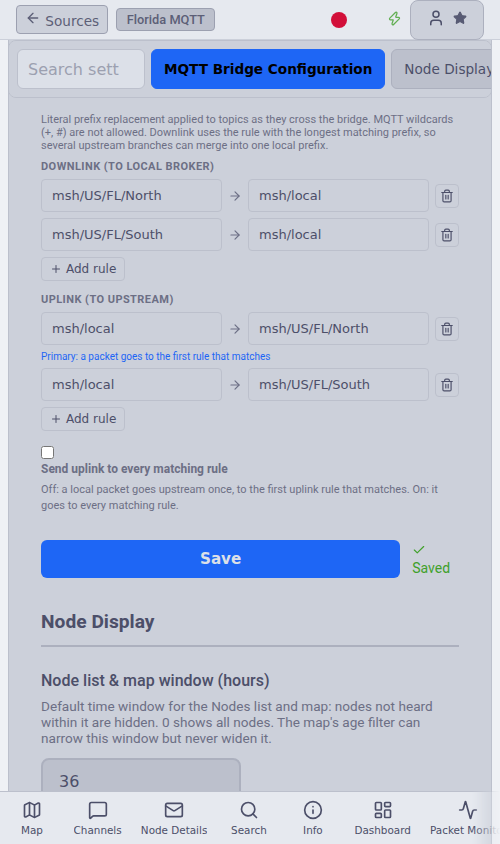 Sources
Florida MQTT
Search sett
MQTT Bridge Configuration
Node Display
Literal prefix replacement applied to topics as they cross the bridge. MQTT wildcards
(+, #) are not allowed. Downlink uses the rule with the longest matching prefix, so
several upstream branches can merge into one local prefix.
DOWNLINK (TO LOCAL BROKER)
msh/US/FL/North → msh/local
msh/US/FL/South → msh/local
+ Add rule
UPLINK (TO UPSTREAM)
msh/local → msh/US/FL/North
Primary: a packet goes to the first rule that matches
msh/local → msh/US/FL/South
+ Add rule
Send uplink to every matching rule
Off: a local packet goes upstream once, to the first uplink rule that matches. On: it
goes to every matching rule.
Save
✓
Saved
Node Display
Node list & map window (hours)
Default time window for the Nodes list and map: nodes not heard
within it are hidden. 0 shows all nodes. The map's age filter can
narrow this window but never widen it.
36
Map
Channels
Node Details
Search
Info
Dashboard
Packet Moni